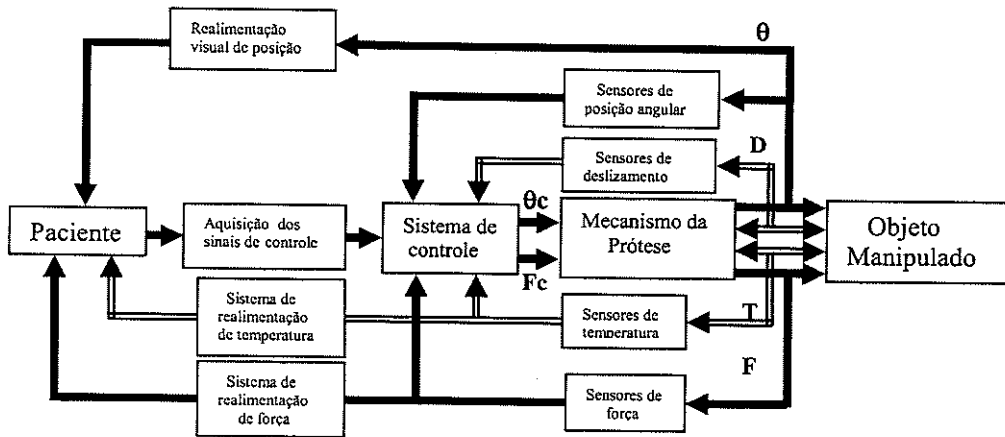 Realimentação
visual de posição
θ
Sensores de
posição angular
D
Sensores de
deslizamento
Paciente
Aquisição dos
sinais de controle
Sistema de
controle
θc
Fc
Mecanismo da
Prótese
Objeto
Manipulado
Sistema de
realimentação
de temperatura
Sensores de
temperatura
T
Sistema de
realimentação
de força
Sensores de
força
F